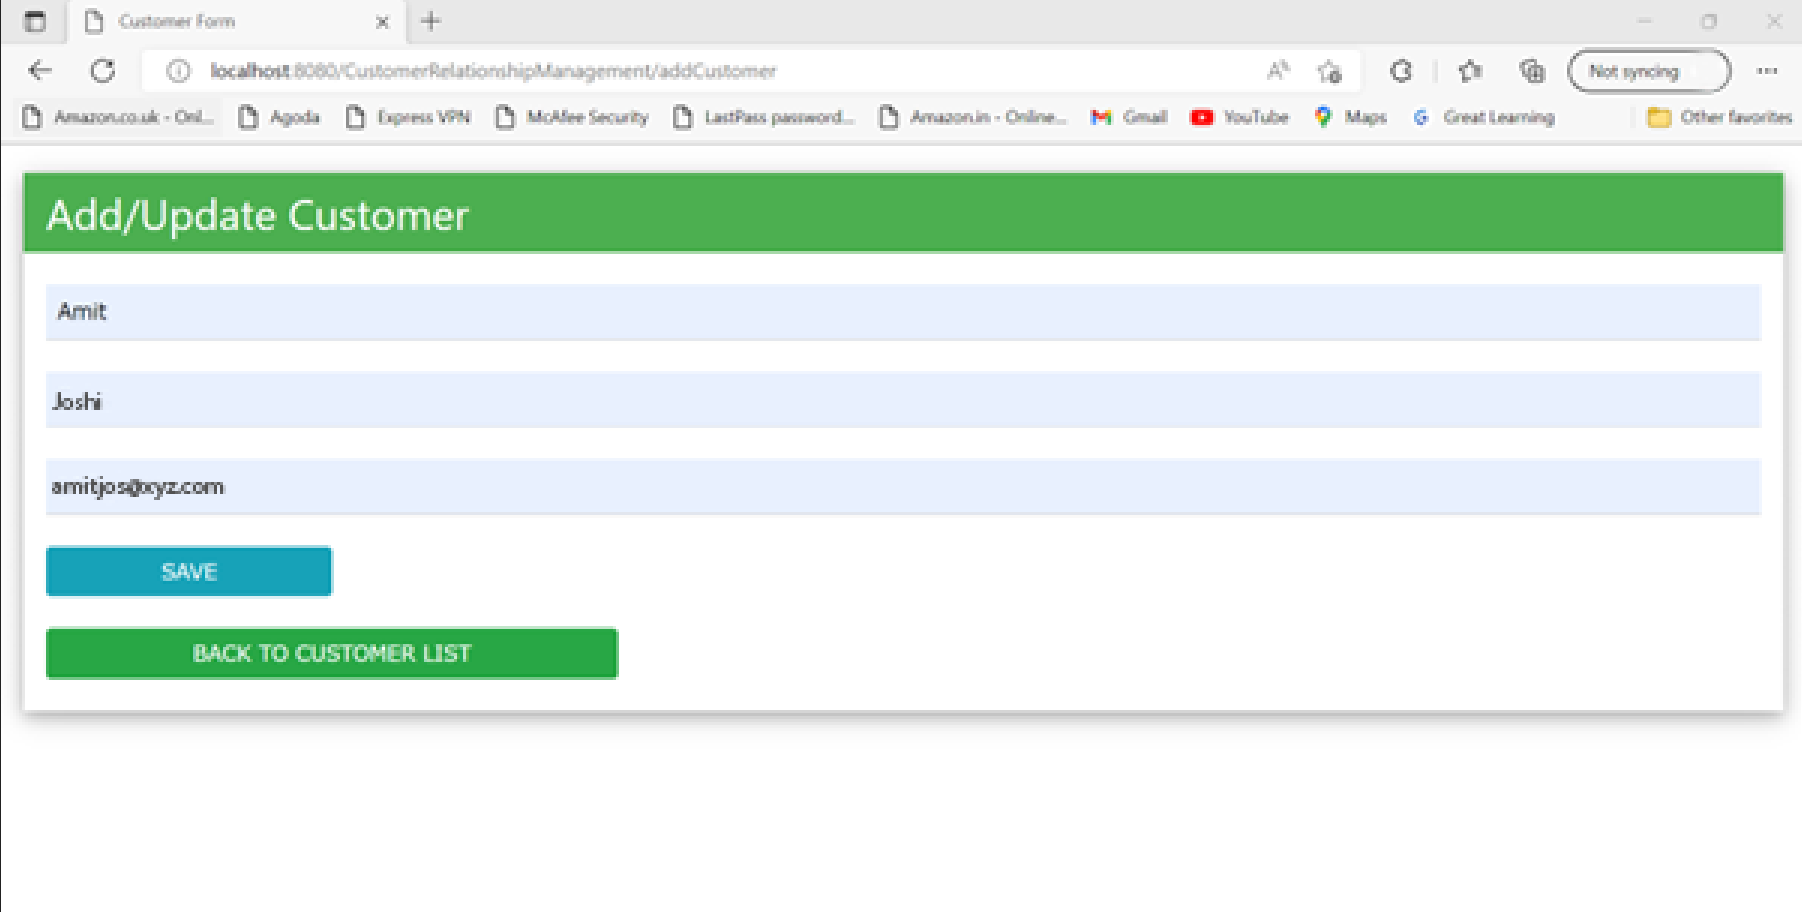 Customer Form
localhost:8080/CustomerRelationshipManagement/addCustomer
Not syncing
Amazon.co.uk - Onl...
Agoda
Express VPN
McAfee Security
LastPass password...
Amazon.in - Online...
Gmail
YouTube
Maps
Great Learning
Other favorites
Add/Update Customer
Amit
Joshi
amitjos@xyz.com
SAVE
BACK TO CUSTOMER LIST